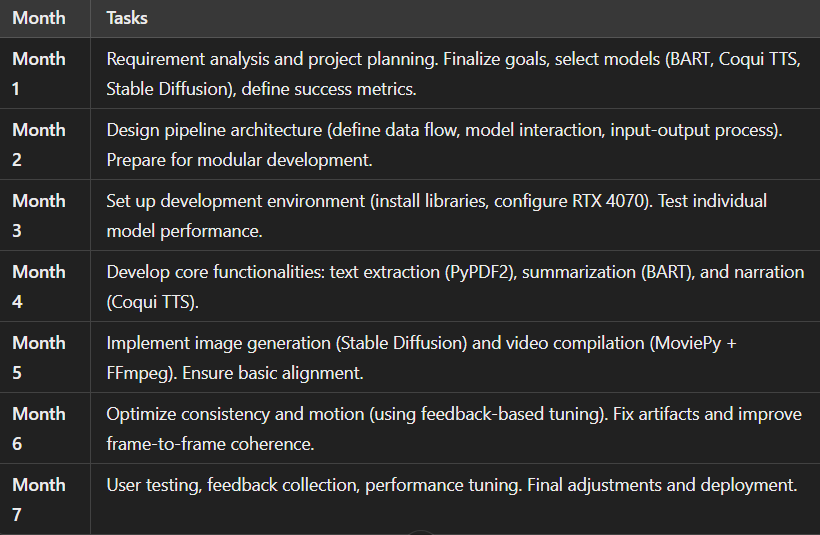 Month Tasks
Month Requirement analysis and project planning. Finalize goals, select models (BART, Coqui TTS,
1 Stable Diffusion), define success metrics.
Month Design pipeline architecture (define data flow, model interaction, input-output process).
2 Prepare for modular development.
Month Set up development environment (install libraries, configure RTX 4070). Test individual
3 model performance.
Month Develop core functionalities: text extraction (PyPDF2), summarization (BART), and narration
4 (Coqui TTS).
Month Implement image generation (Stable Diffusion) and video compilation (MoviePy +
5 FFmpeg). Ensure basic alignment.
Month Optimize consistency and motion (using feedback-based tuning). Fix artifacts and improve
6 frame-to-frame coherence.
Month User testing, feedback collection, performance tuning. Final adjustments and deployment.
7